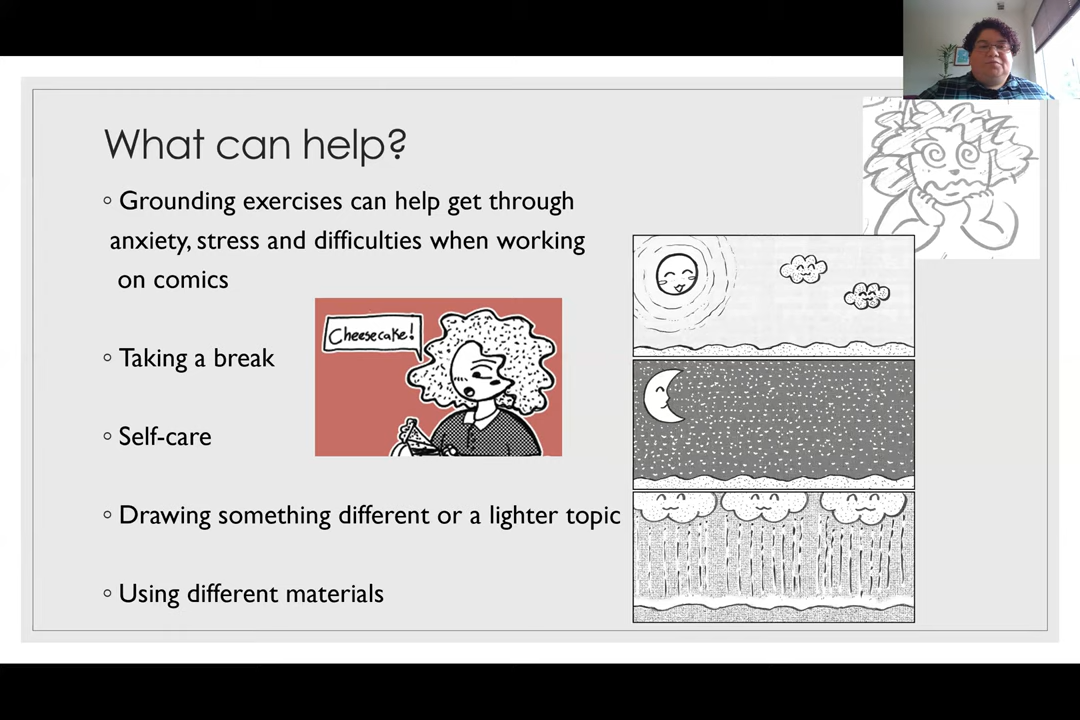 What can help?
◦ Grounding exercises can help get through
anxiety, stress and difficulties when working
on comics
Cheesecake!
◦ Taking a break
◦ Self-care
◦ Drawing something different or a lighter topic
◦ Using different materials